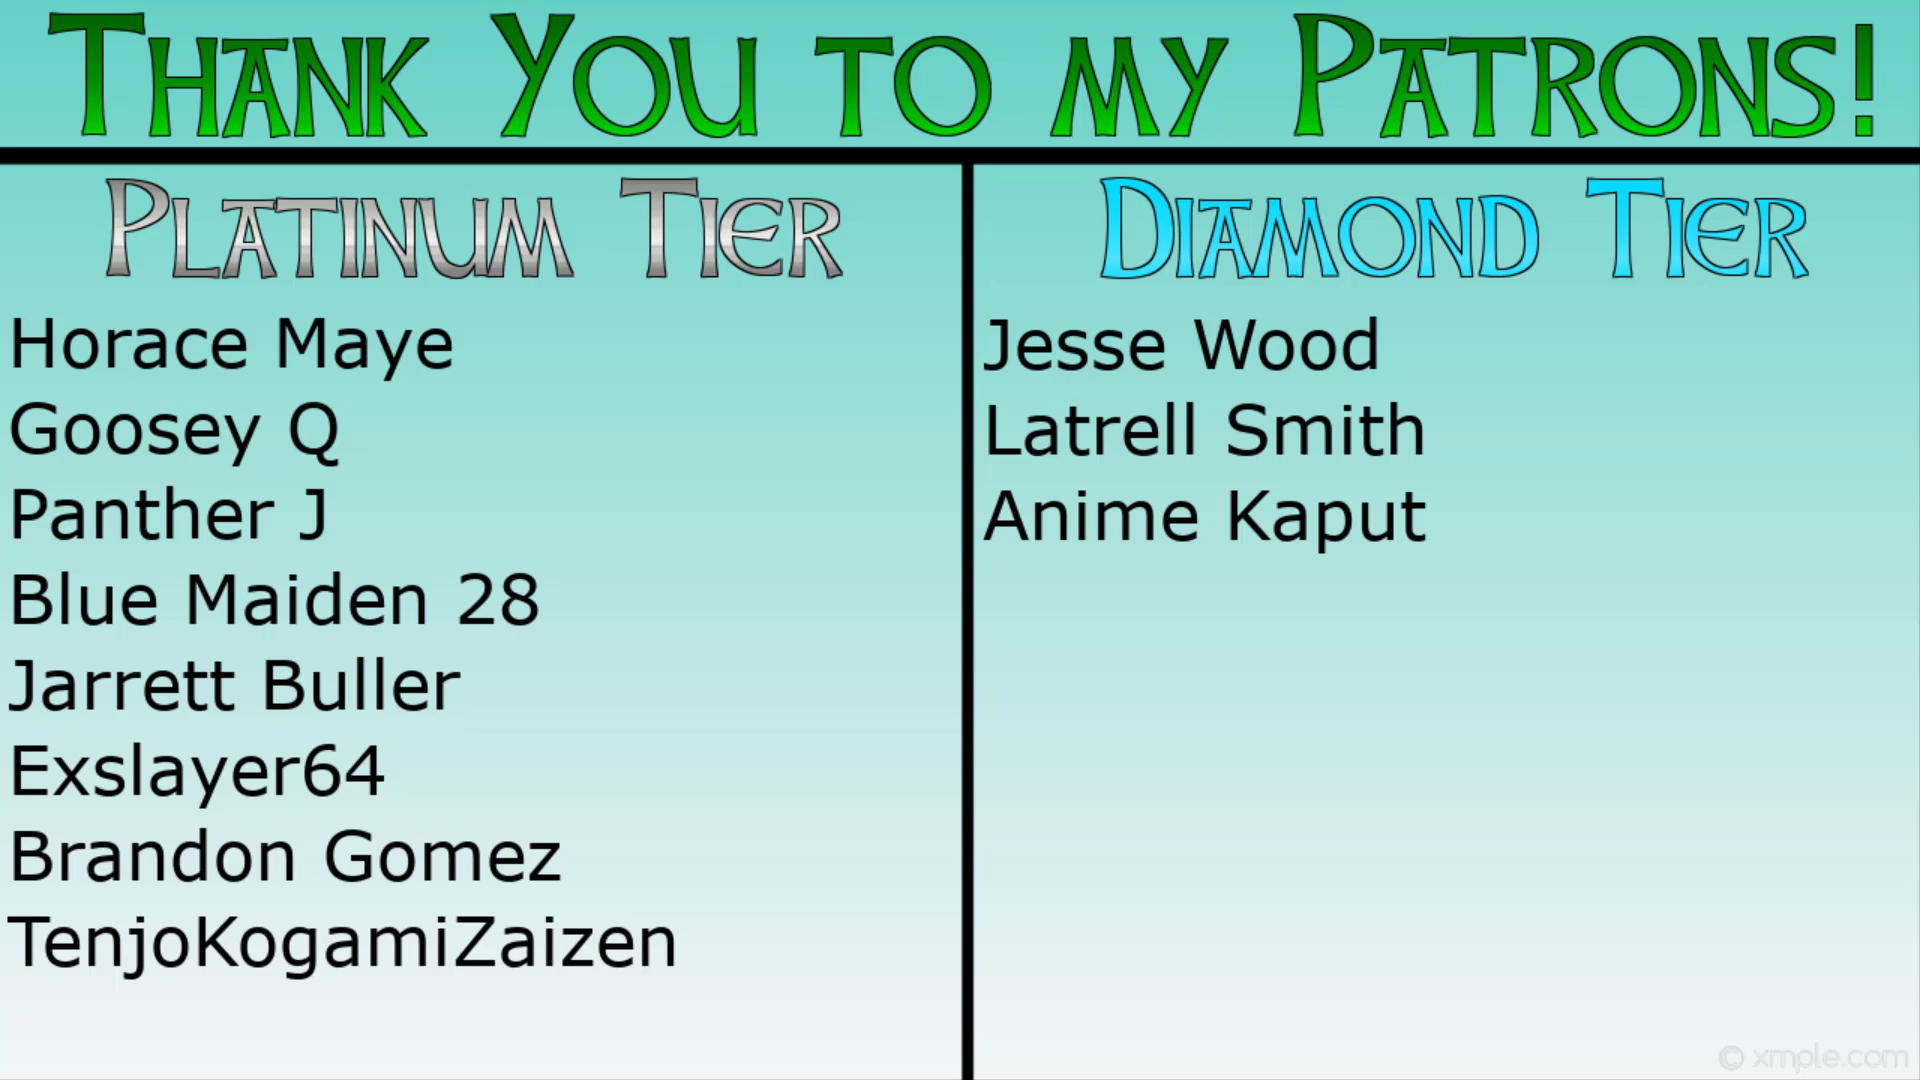 Thank You to my Patrons!
Platinum Tier
Horace Maye
Goosey Q
Panther J
Blue Maiden 28
Jarrett Buller
Exslayer64
Brandon Gomez
TenjoKogamiZaizen
Diamond Tier
Jesse Wood
Latrell Smith
Anime Kaput
© xmple.com